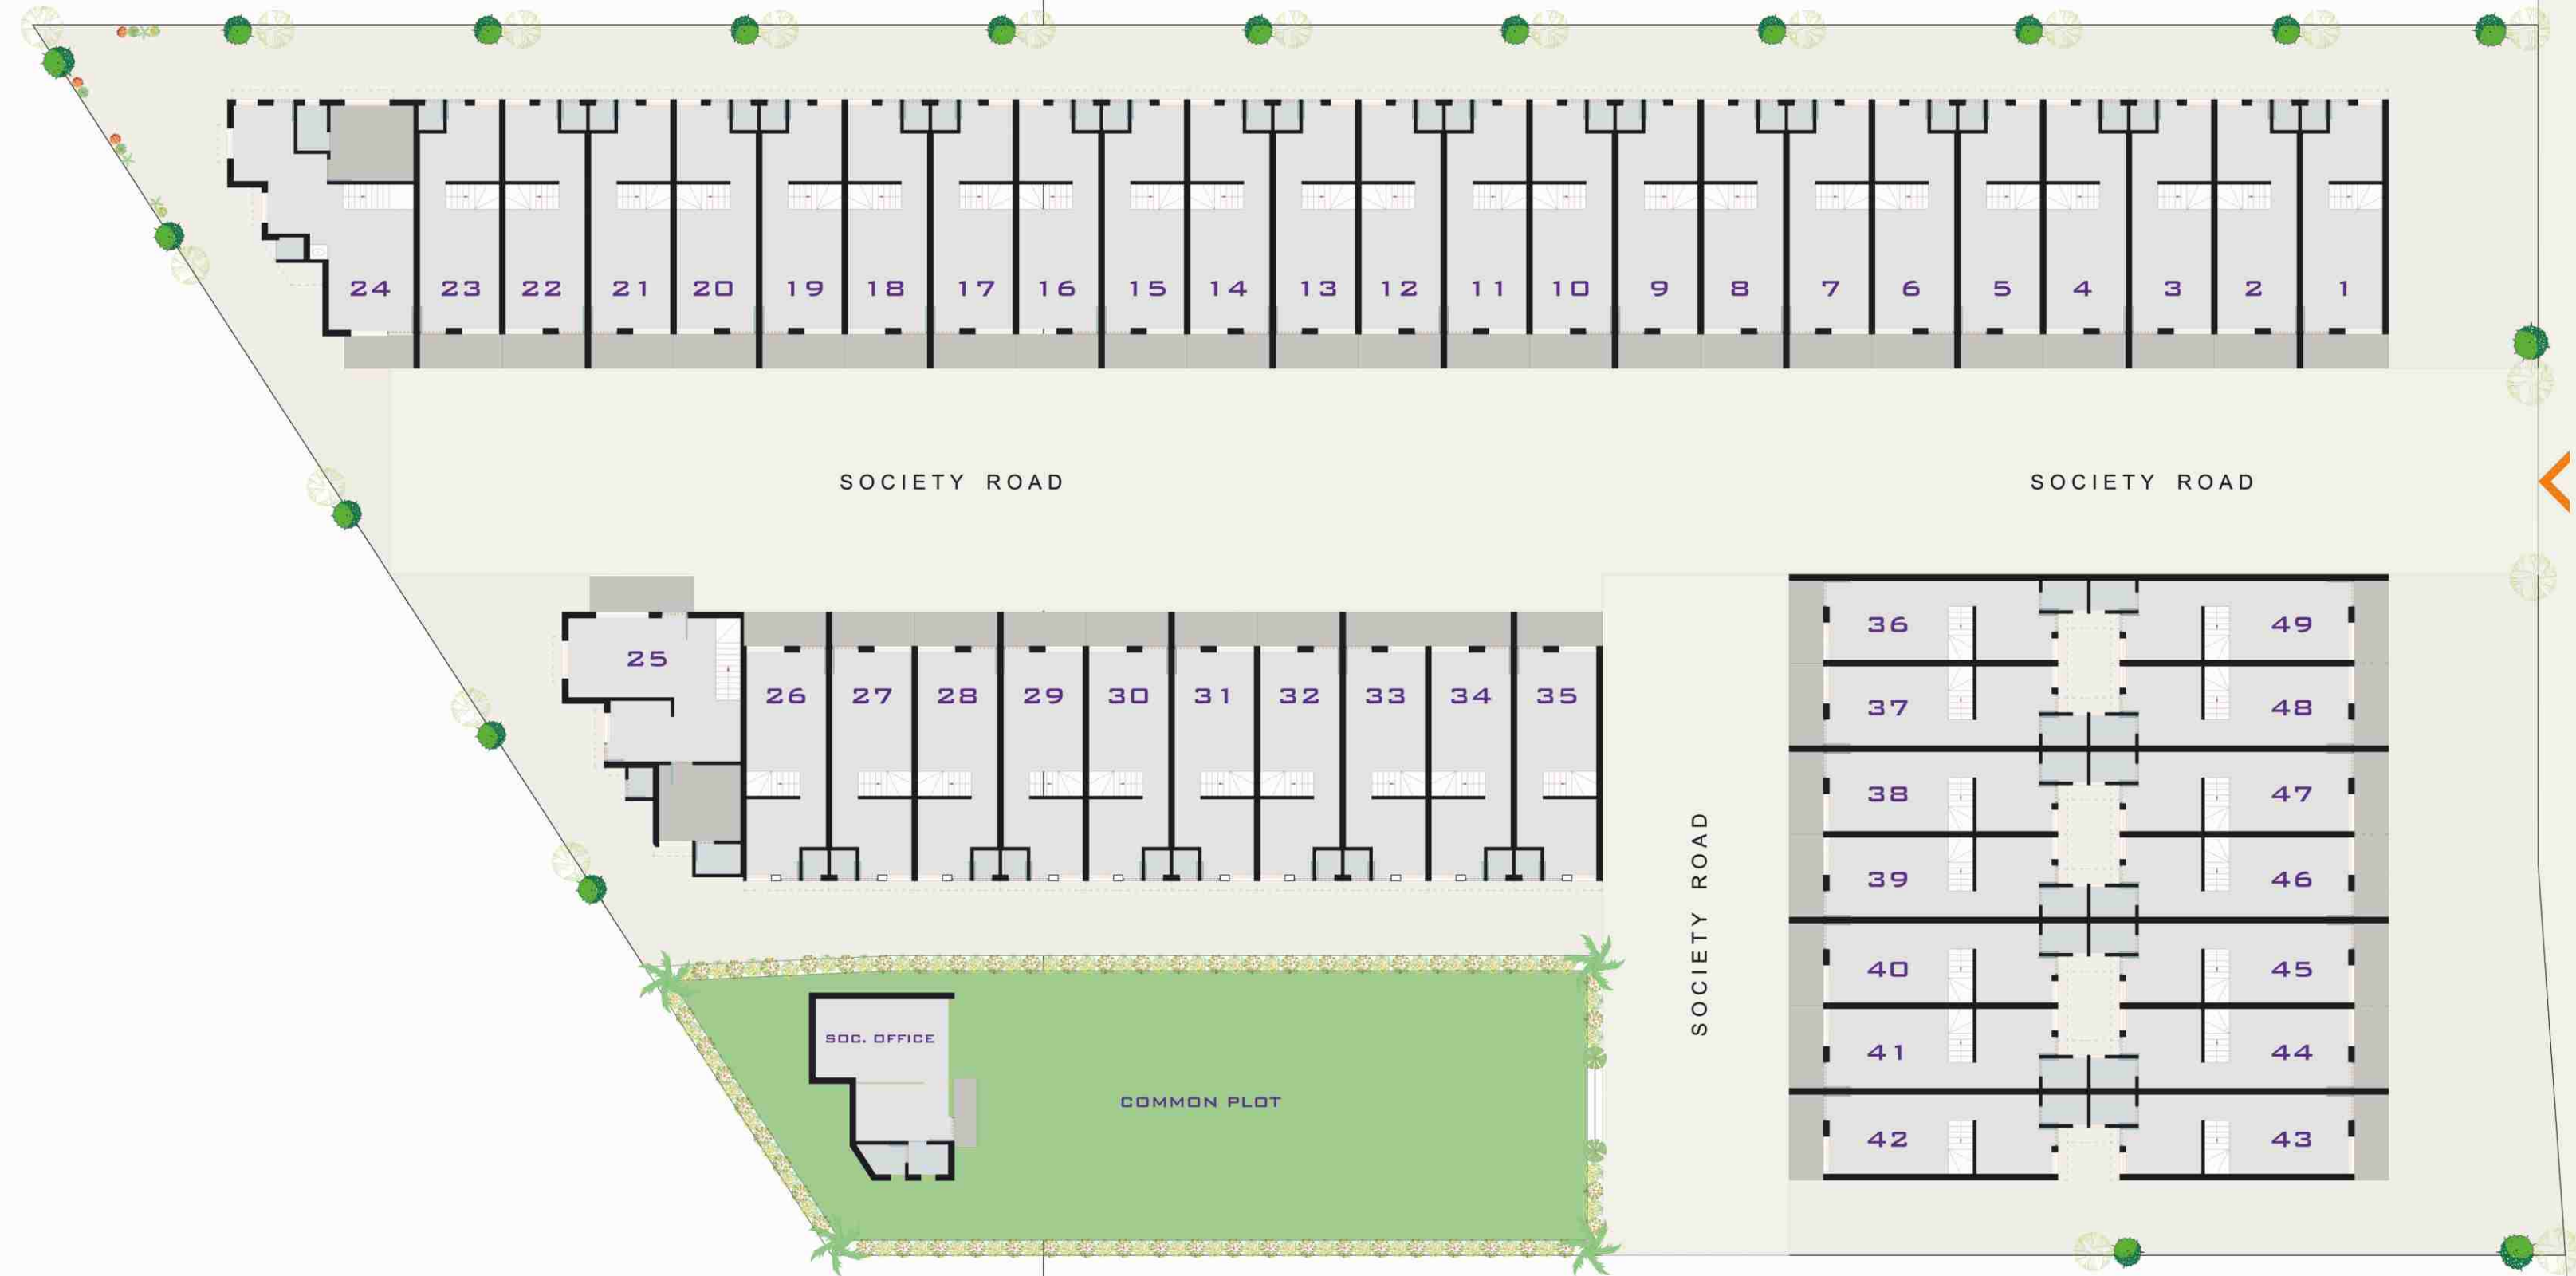 24 23 22 21 20 19 18 17 16 15 14 13 12 11 10 9 8 7 6 5 4 3 2 1
SOCIETY ROAD
SOCIETY ROAD
25
26 27 28 29 30 31 32 33 34 35
SOCIETY ROAD
36 49
37 48
38 47
39 46
40 45
41 44
42 43
SOC. OFFICE
COMMON PLOT